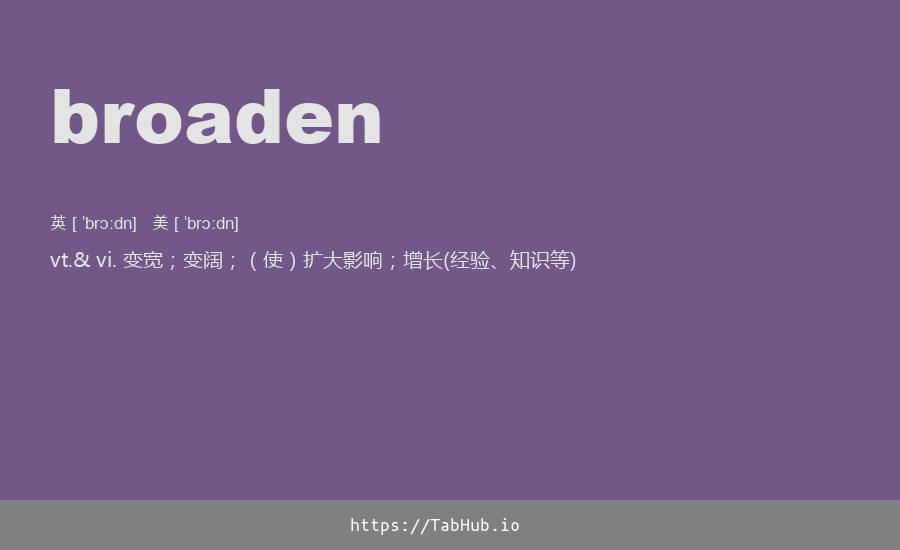 broaden
英 [ ˈbrɔːdn] 美 [ ˈbrɔːdn]
vt.& vi. 变宽；变阔；（使）扩大影响；增长(经验、知识等)
https://TabHub.io